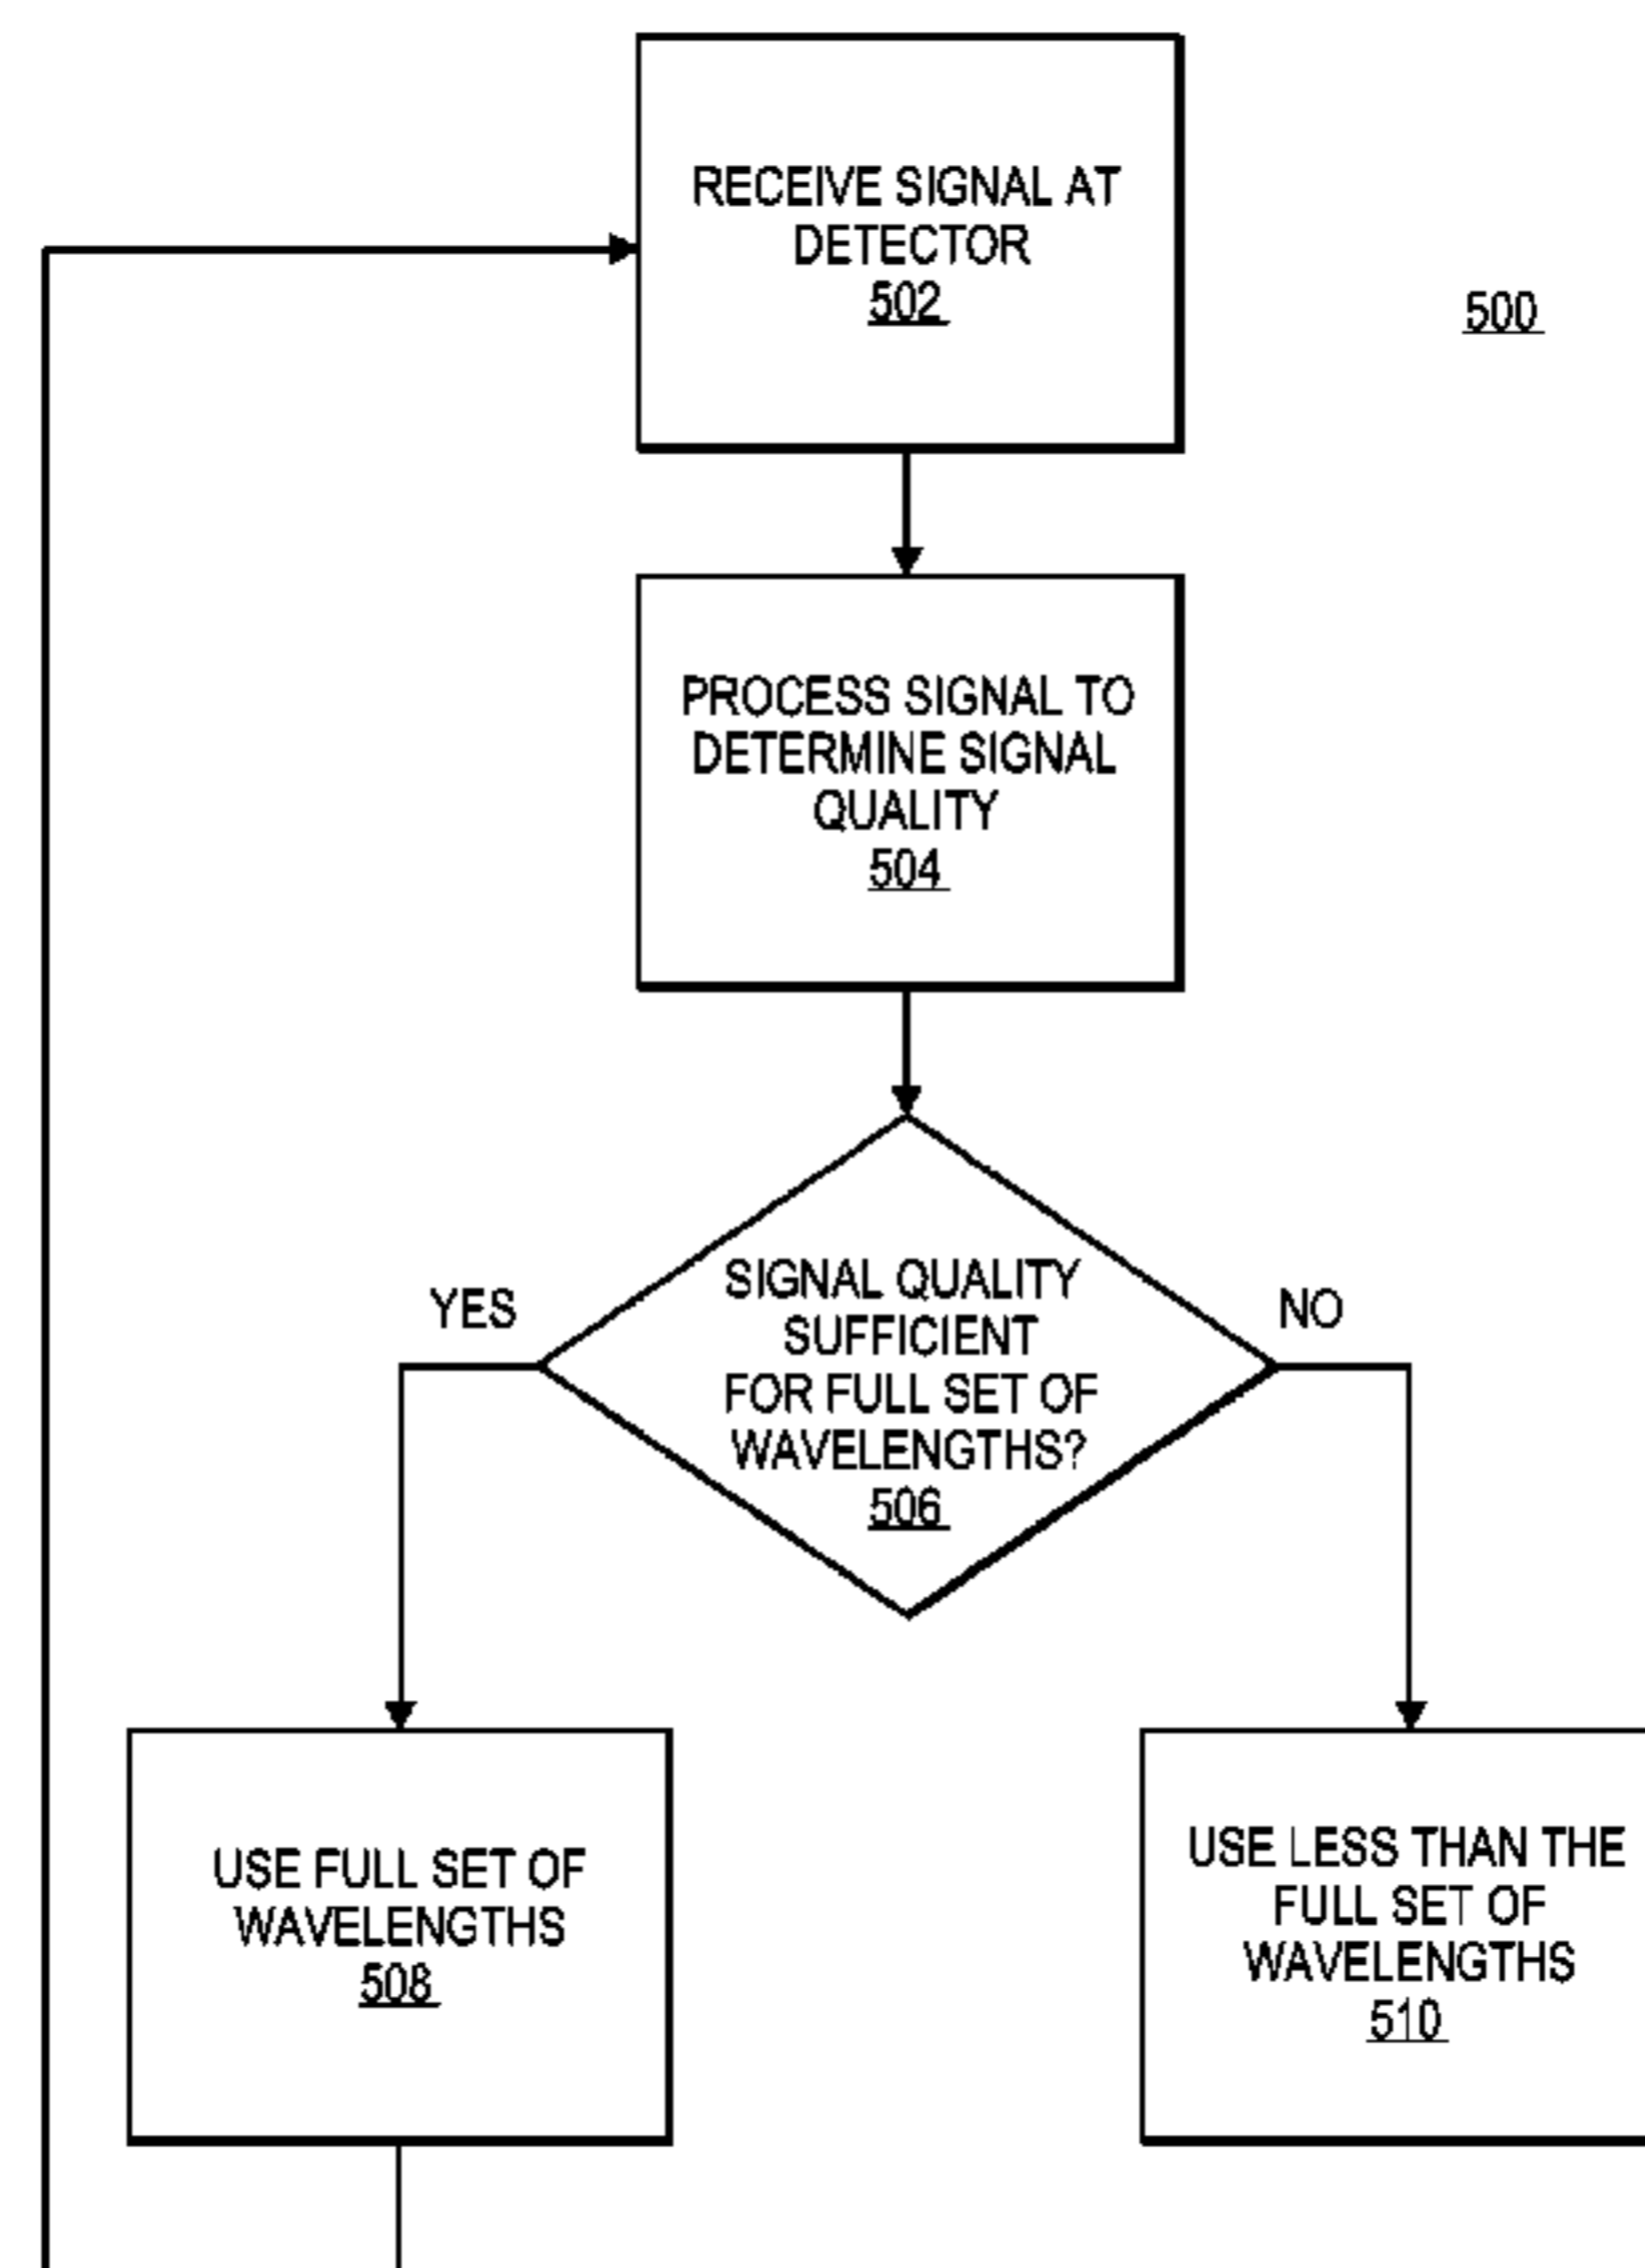 RECEIVE SIGNAL AT
DETECTOR
502
500
PROCESS SIGNAL TO
DETERMINE SIGNAL
QUALITY
504
SIGNAL QUALITY
SUFFICIENT
FOR FULL SET OF
WAVELENGTHS?
506
YES
NO
USE FULL SET OF
WAVELENGTHS
508
USE LESS THAN THE
FULL SET OF
WAVELENGTHS
510